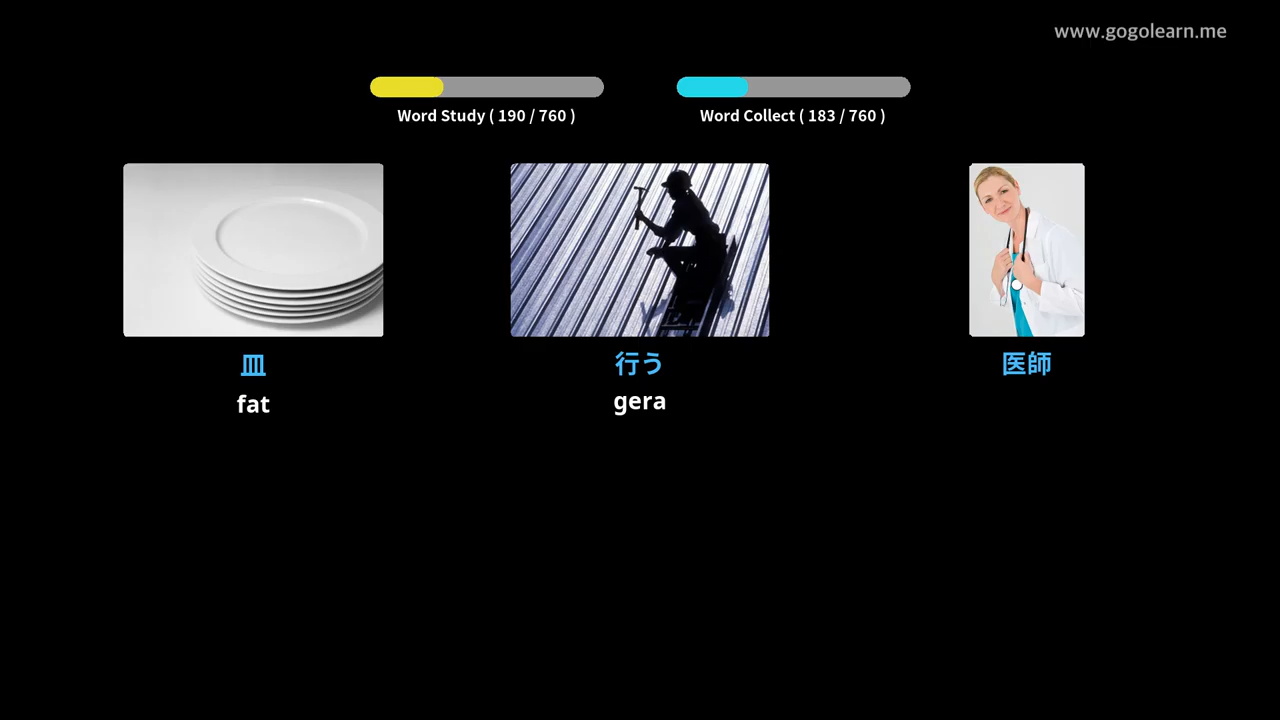 www.gogolearn.me
Word Study ( 190 / 760 )
Word Collect ( 183 / 760 )
皿
fat
行う
gera
医師